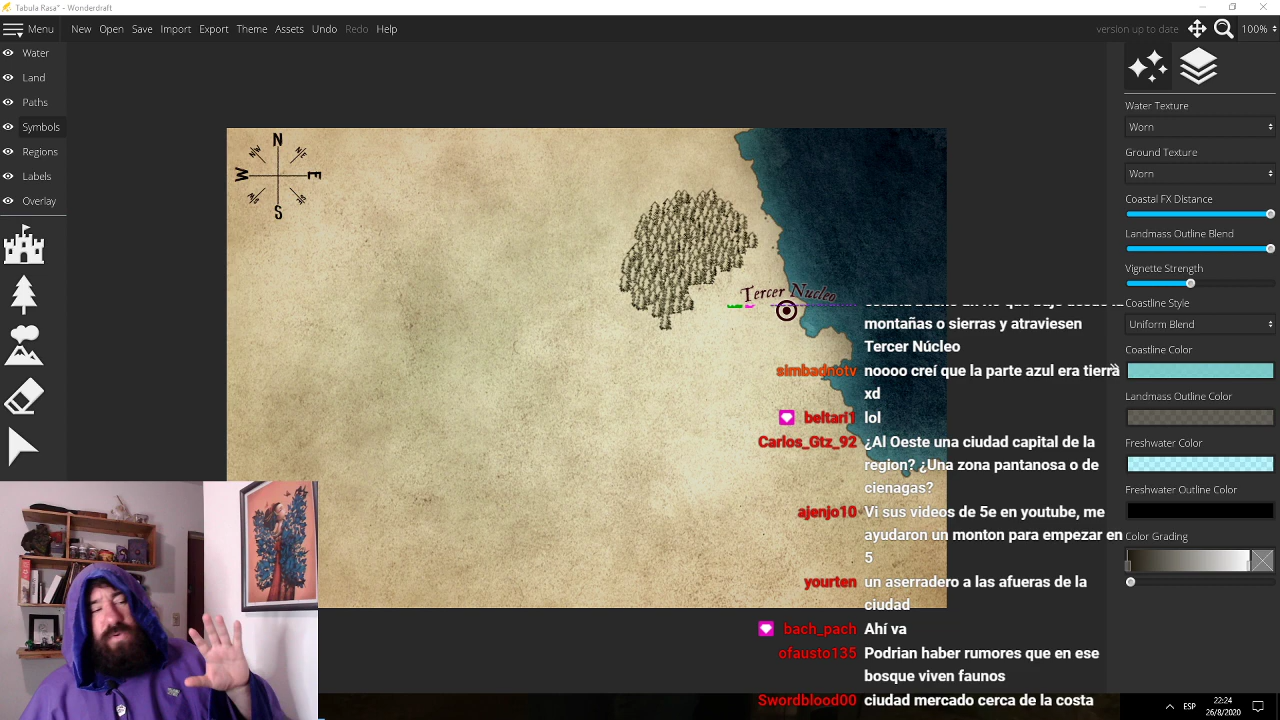 Tabula Rasa* - Wonderdraft
Menu
New Open Save Import Export Theme Assets Undo Redo Help
version up to date
100%
Water
Land
Paths
Symbols
Regions
Labels
Overlay
N
NW NE
W E
S
Tercer Nucleo
Water Texture
Worn
Ground Texture
Worn
Coastal FX Distance
Landmass Outline Blend
Vignette Strength
Coastline Style
Uniform Blend
Coastline Color
Landmass Outline Color
Freshwater Color
Freshwater Outline Color
Color Grading
montañas o sierras y atraviesen
Tercer Núcleo
simbadnotv noooo creí que la parte azul era tierra
xd
beltari1 lol
Carlos_Gtz_92 ¿Al Oeste una ciudad capital de la
region? ¿Una zona pantanosa o de
cienagas?
ajenjo10 Vi sus videos de 5e en youtube, me
ayudaron un monton para empezar en
5
yourten un aserradero a las afueras de la
ciudad
bach_pach Ahí va
ofausto135 Podrian haber rumores que en ese
bosque viven faunos
Swordblood00 ciudad mercado cerca de la costa
ESP
22:24
26/8/2020